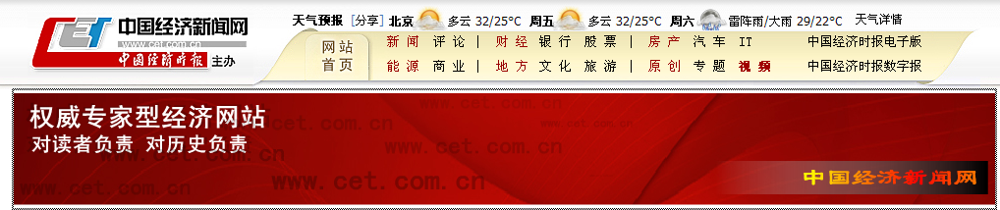 天气预报 [分享] 北京 多云 32/25℃ 周五 多云 32/25℃ 周六 雷阵雨/大雨 29/22℃ 天气详情
CET 中国经济新闻网
www.cet.com.cn
中国经济时报 主办
网站首页
新闻 评论 | 财经 银行 股票 | 房产 汽车 IT 中国经济时报电子版
能源 商业 | 地方 文化 旅游 | 原创 专题 视频 中国经济时报数字报
权威专家型经济网站
对读者负责 对历史负责
www.cet.com.cn
www.cet.com.cn
www.cet.com.cn
www.cet.com.cn
www.cet.com.cn
中国经济新闻网